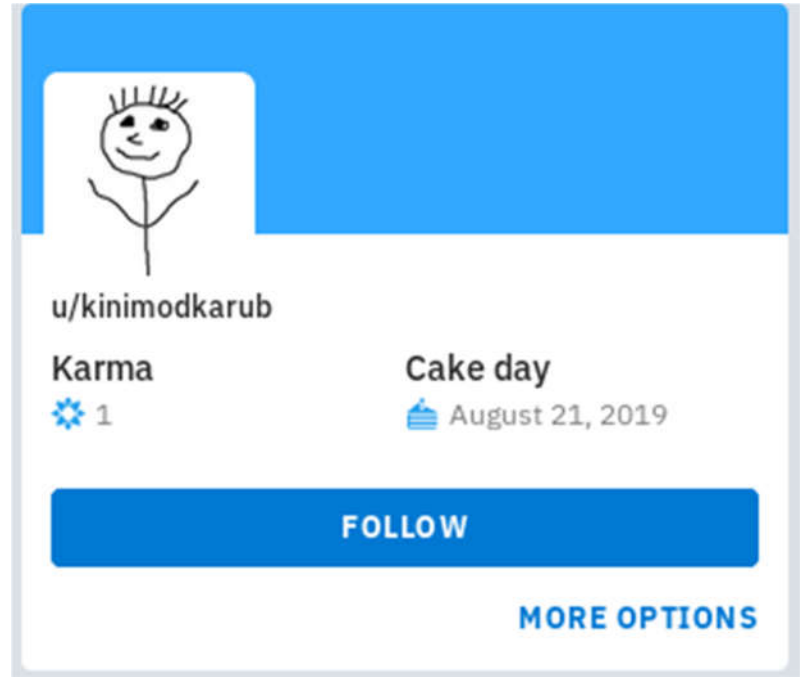 u/kinimodkarub
Karma
Cake day
1
August 21, 2019
FOLLOW
MORE OPTIONS